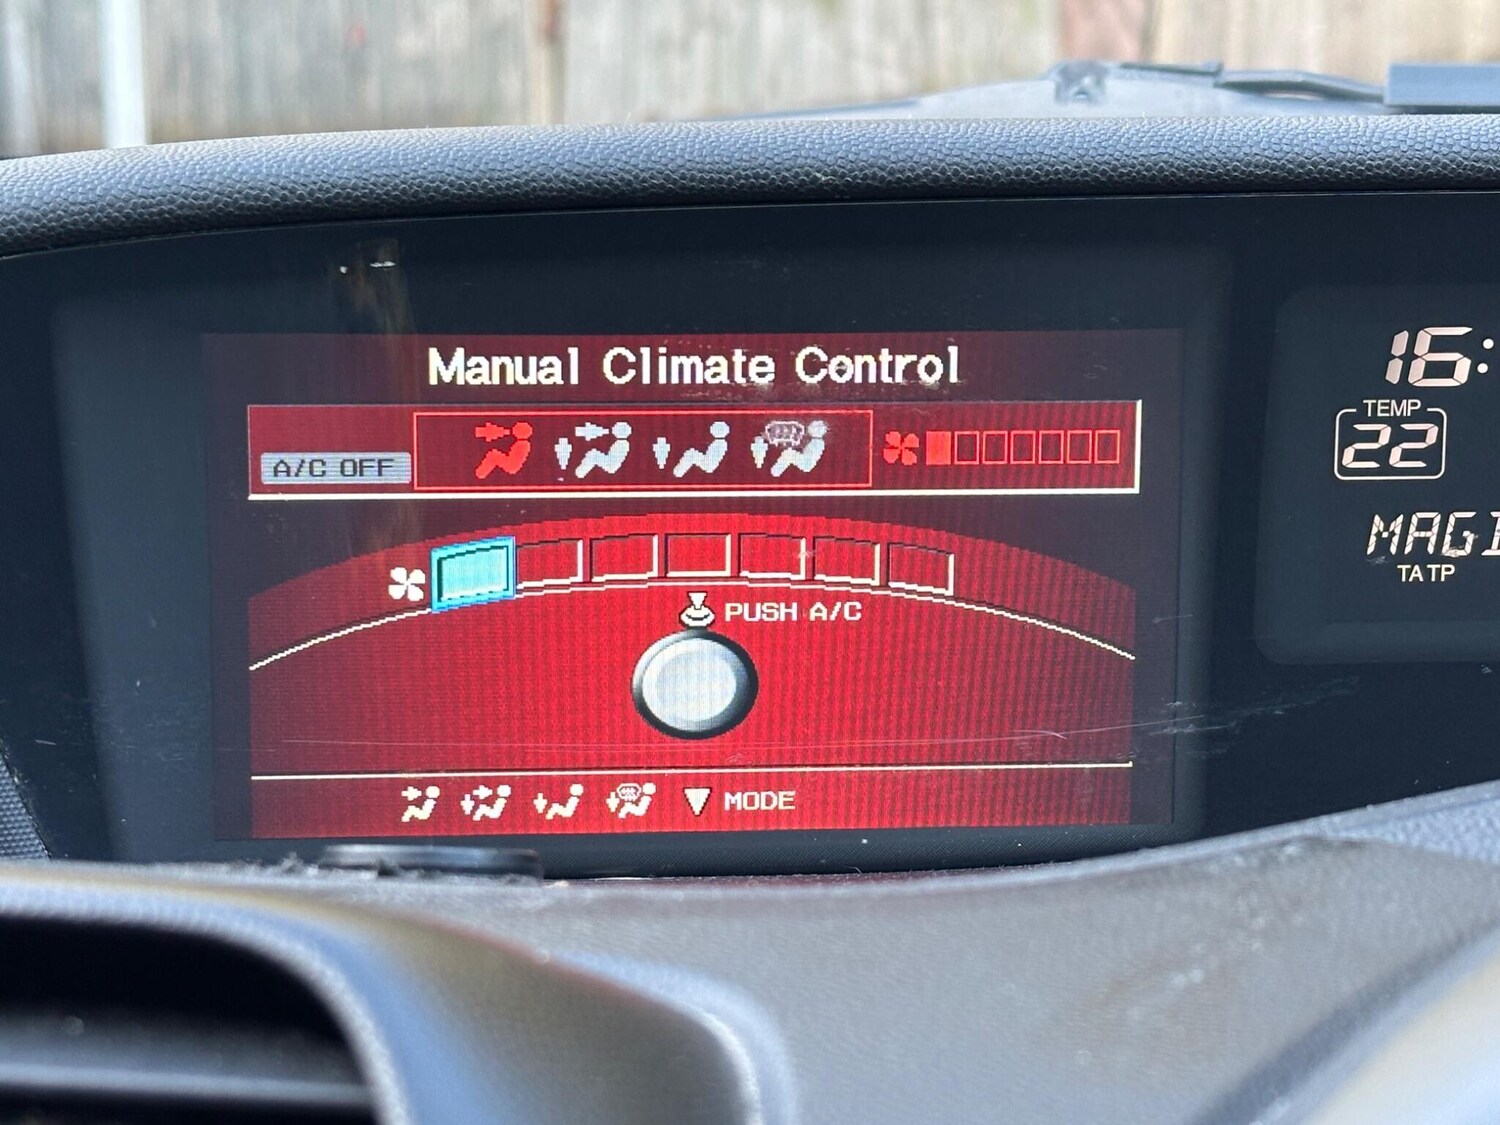 Manual Climate Control
A/C OFF
PUSH A/C
MODE
16:
TEMP
22
MAGI
TA TP